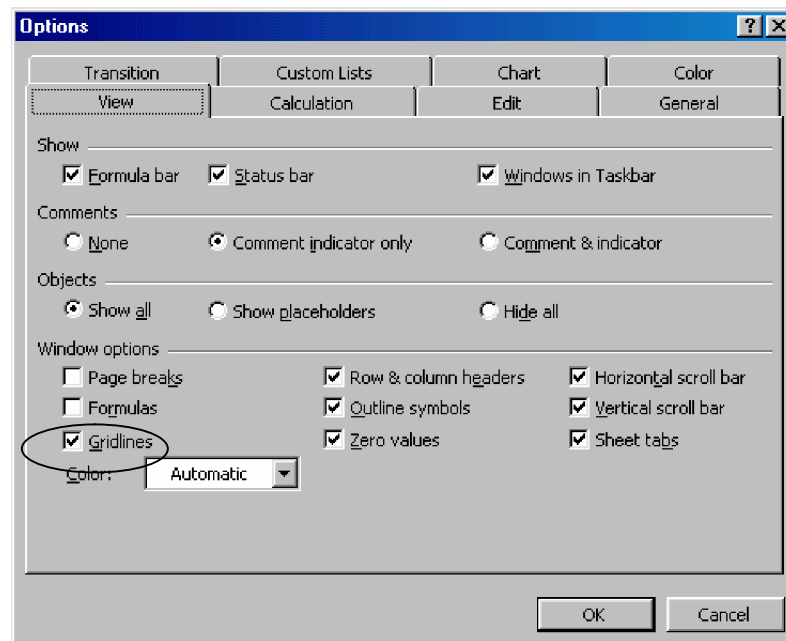 Options
Transition Custom Lists Chart Color
View Calculation Edit General
Show
Formula bar Status bar Windows in Taskbar
Comments
None Comment indicator only Comment & indicator
Objects
Show all Show placeholders Hide all
Window options
Page breaks Row & column headers Horizontal scroll bar
Formulas Outline symbols Vertical scroll bar
Gridlines Zero values Sheet tabs
Color: Automatic
OK Cancel